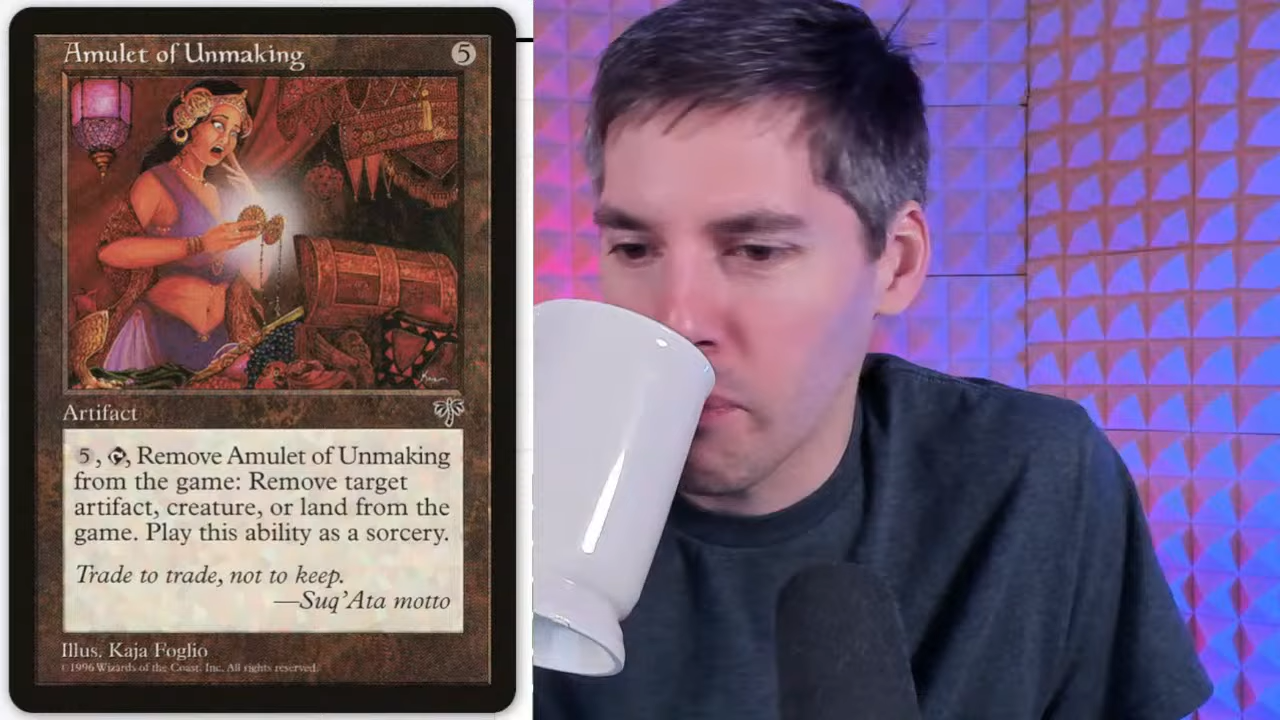 Amulet of Unmaking 5
Artifact
5, Remove Amulet of Unmaking
from the game: Remove target
artifact, creature, or land from the
game. Play this ability as a sorcery.
Trade to trade, not to keep.
—Suq'Ata motto
Illus. Kaja Foglio
©1996 Wizards of the Coast, Inc. All rights reserved.